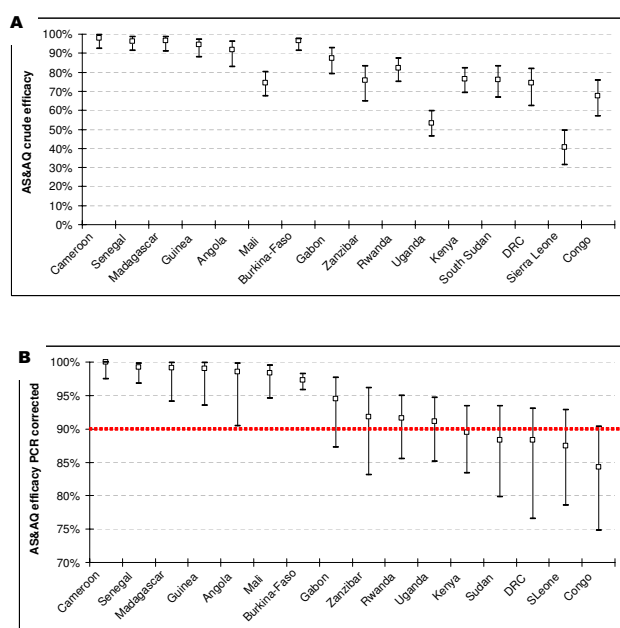 A
AS&AQ crude efficacy
100%
90%
80%
70%
60%
50%
40%
30%
20%
10%
0%
Cameroon
Senegal
Madagascar
Guinea
Angola
Mali
Burkina-Faso
Gabon
Zanzibar
Rwanda
Uganda
Kenya
South Sudan
DRC
Sierra Leone
Congo
B
AS&AQ efficacy PCR corrected
100%
95%
90%
85%
80%
75%
70%
Cameroon
Senegal
Madagascar
Guinea
Angola
Mali
Burkina-Faso
Gabon
Zanzibar
Rwanda
Uganda
Kenya
Sudan
DRC
SLeone
Congo